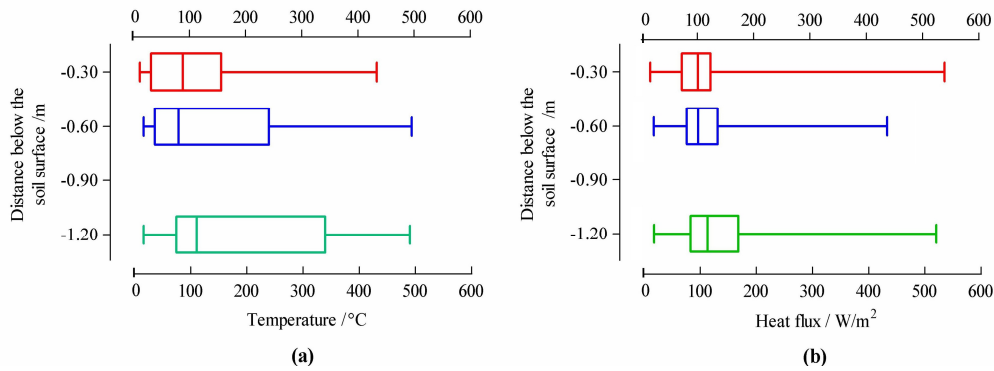 0 100 200 300 400 500 600
-0.30
-0.60
-0.90
-1.20
Distance below the
soil surface /m
0 100 200 300 400 500 600
Temperature /°C
(a)
0 100 200 300 400 500 600
-0.30
-0.60
-0.90
-1.20
Distance below the
soil surface /m
0 100 200 300 400 500 600
Heat flux / W/m²
(b)